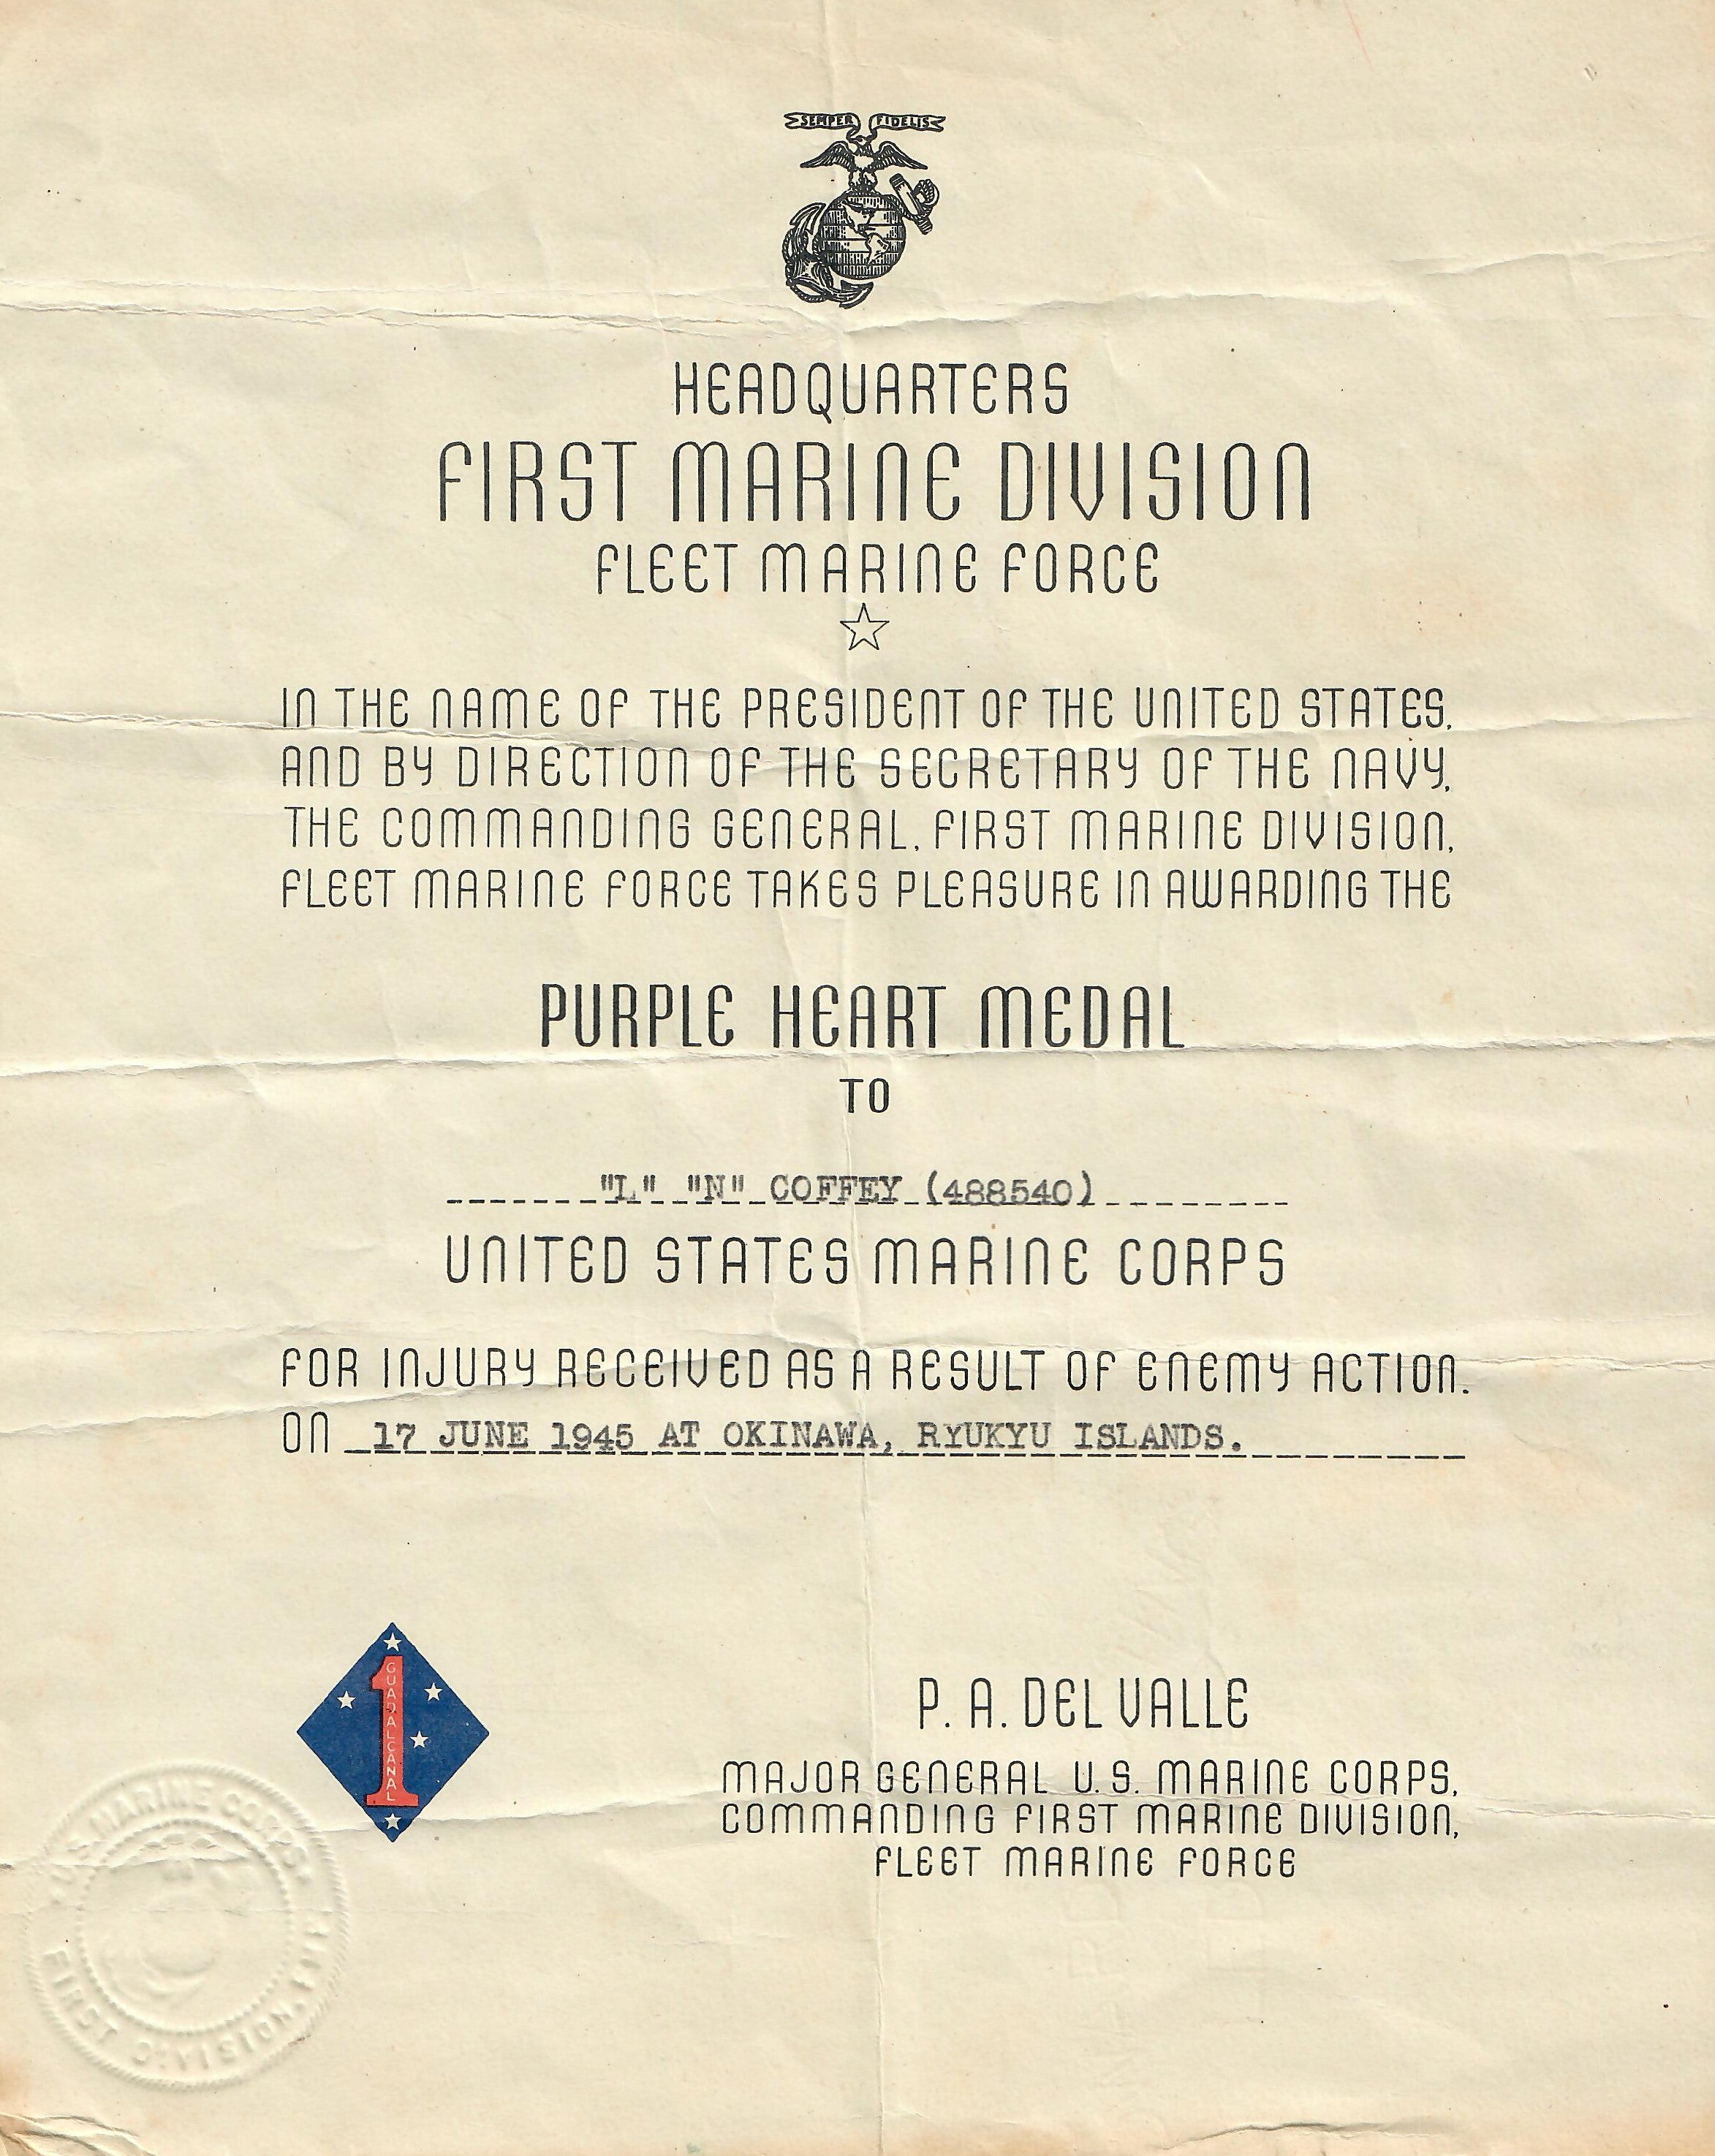 SEMPER FIDELIS
HEADQUARTERS
FIRST MARINE DIVISION
FLEET MARINE FORCE
IN THE NAME OF THE PRESIDENT OF THE UNITED STATES,
AND BY DIRECTION OF THE SECRETARY OF THE NAVY,
THE COMMANDING GENERAL, FIRST MARINE DIVISION,
FLEET MARINE FORCE TAKES PLEASURE IN AWARDING THE
PURPLE HEART MEDAL
TO
"L" "N" COFFEY (488540)
UNITED STATES MARINE CORPS
FOR INJURY RECEIVED AS A RESULT OF ENEMY ACTION.
ON 17 JUNE 1945 AT OKINAWA, RYUKYU ISLANDS.
1
GUADALCANAL
P. A. DEL VALLE
MAJOR GENERAL U.S. MARINE CORPS,
COMMANDING FIRST MARINE DIVISION,
FLEET MARINE FORCE
U.S. MARINE CORPS
FIRST DIVISION,